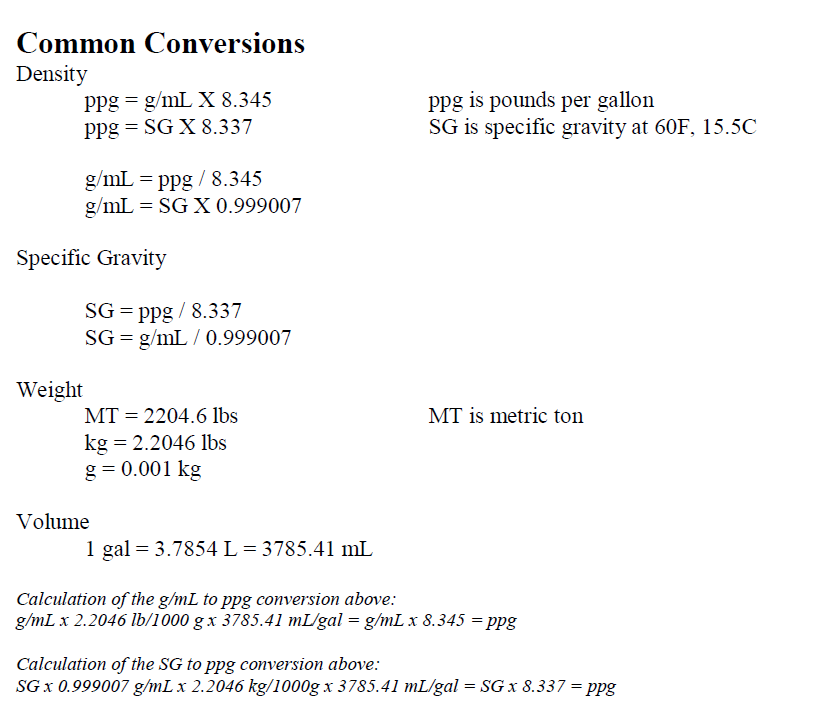 Common Conversions
Density
ppg = g/mL X 8.345 ppg is pounds per gallon
ppg = SG X 8.337 SG is specific gravity at 60F, 15.5C
g/mL = ppg / 8.345
g/mL = SG X 0.999007
Specific Gravity
SG = ppg / 8.337
SG = g/mL / 0.999007
Weight
MT = 2204.6 lbs MT is metric ton
kg = 2.2046 lbs
g = 0.001 kg
Volume
1 gal = 3.7854 L = 3785.41 mL
Calculation of the g/mL to ppg conversion above:
g/mL x 2.2046 lb/1000 g x 3785.41 mL/gal = g/mL x 8.345 = ppg
Calculation of the SG to ppg conversion above:
SG x 0.999007 g/mL x 2.2046 kg/1000g x 3785.41 mL/gal = SG x 8.337 = ppg